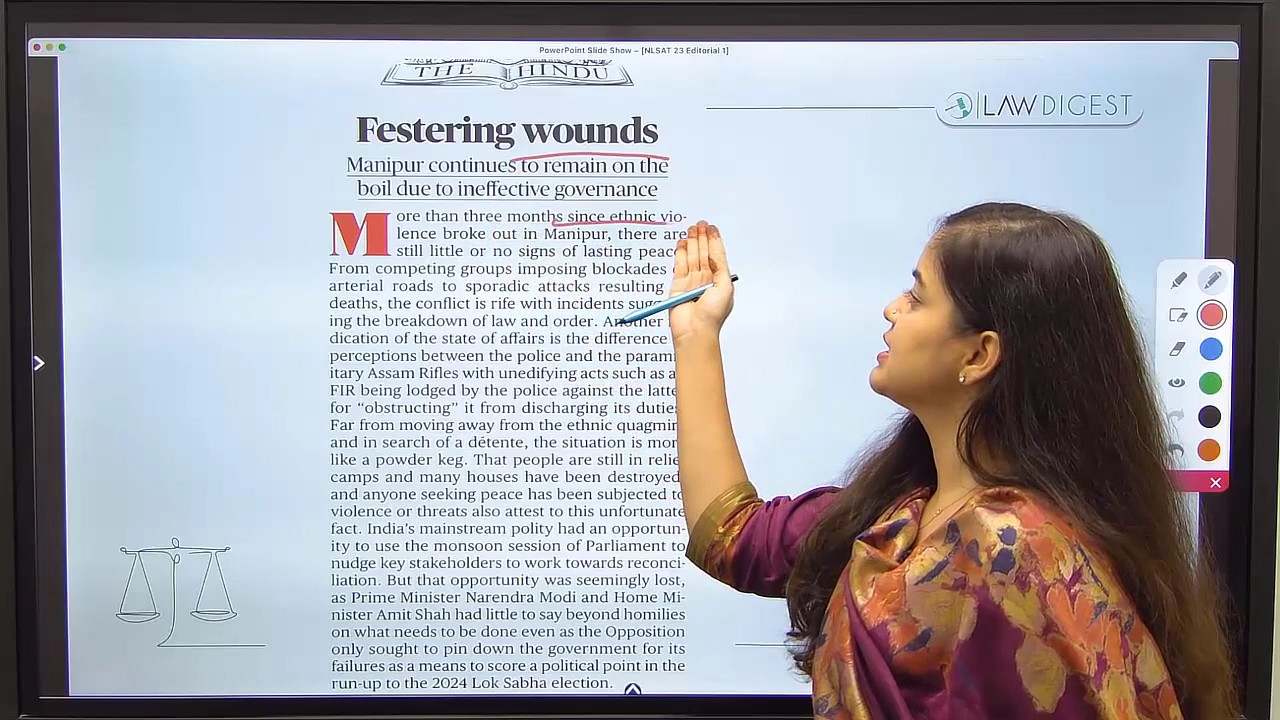 PowerPoint Slide Show – [NLSAT 23 Editorial 1]
THE HINDU
LAWDIGEST
Festering wounds
Manipur continues to remain on the
boil due to ineffective governance
More than three months since ethnic vio-
lence broke out in Manipur, there are
still little or no signs of lasting peace
From competing groups imposing blockades
arterial roads to sporadic attacks resulting
deaths, the conflict is rife with incidents sugg
ing the breakdown of law and order. Another
dication of the state of affairs is the difference
perceptions between the police and the param
itary Assam Rifles with unedifying acts such as a
FIR being lodged by the police against the latte
for “obstructing” it from discharging its duties
Far from moving away from the ethnic quagmir
and in search of a détente, the situation is mor
like a powder keg. That people are still in relie
camps and many houses have been destroyed
and anyone seeking peace has been subjected to
violence or threats also attest to this unfortunate
fact. India’s mainstream polity had an opportun-
ity to use the monsoon session of Parliament to
nudge key stakeholders to work towards reconci-
liation. But that opportunity was seemingly lost,
as Prime Minister Narendra Modi and Home Mi-
nister Amit Shah had little to say beyond homilies
on what needs to be done even as the Opposition
only sought to pin down the government for its
failures as a means to score a political point in the
run-up to the 2024 Lok Sabha election.